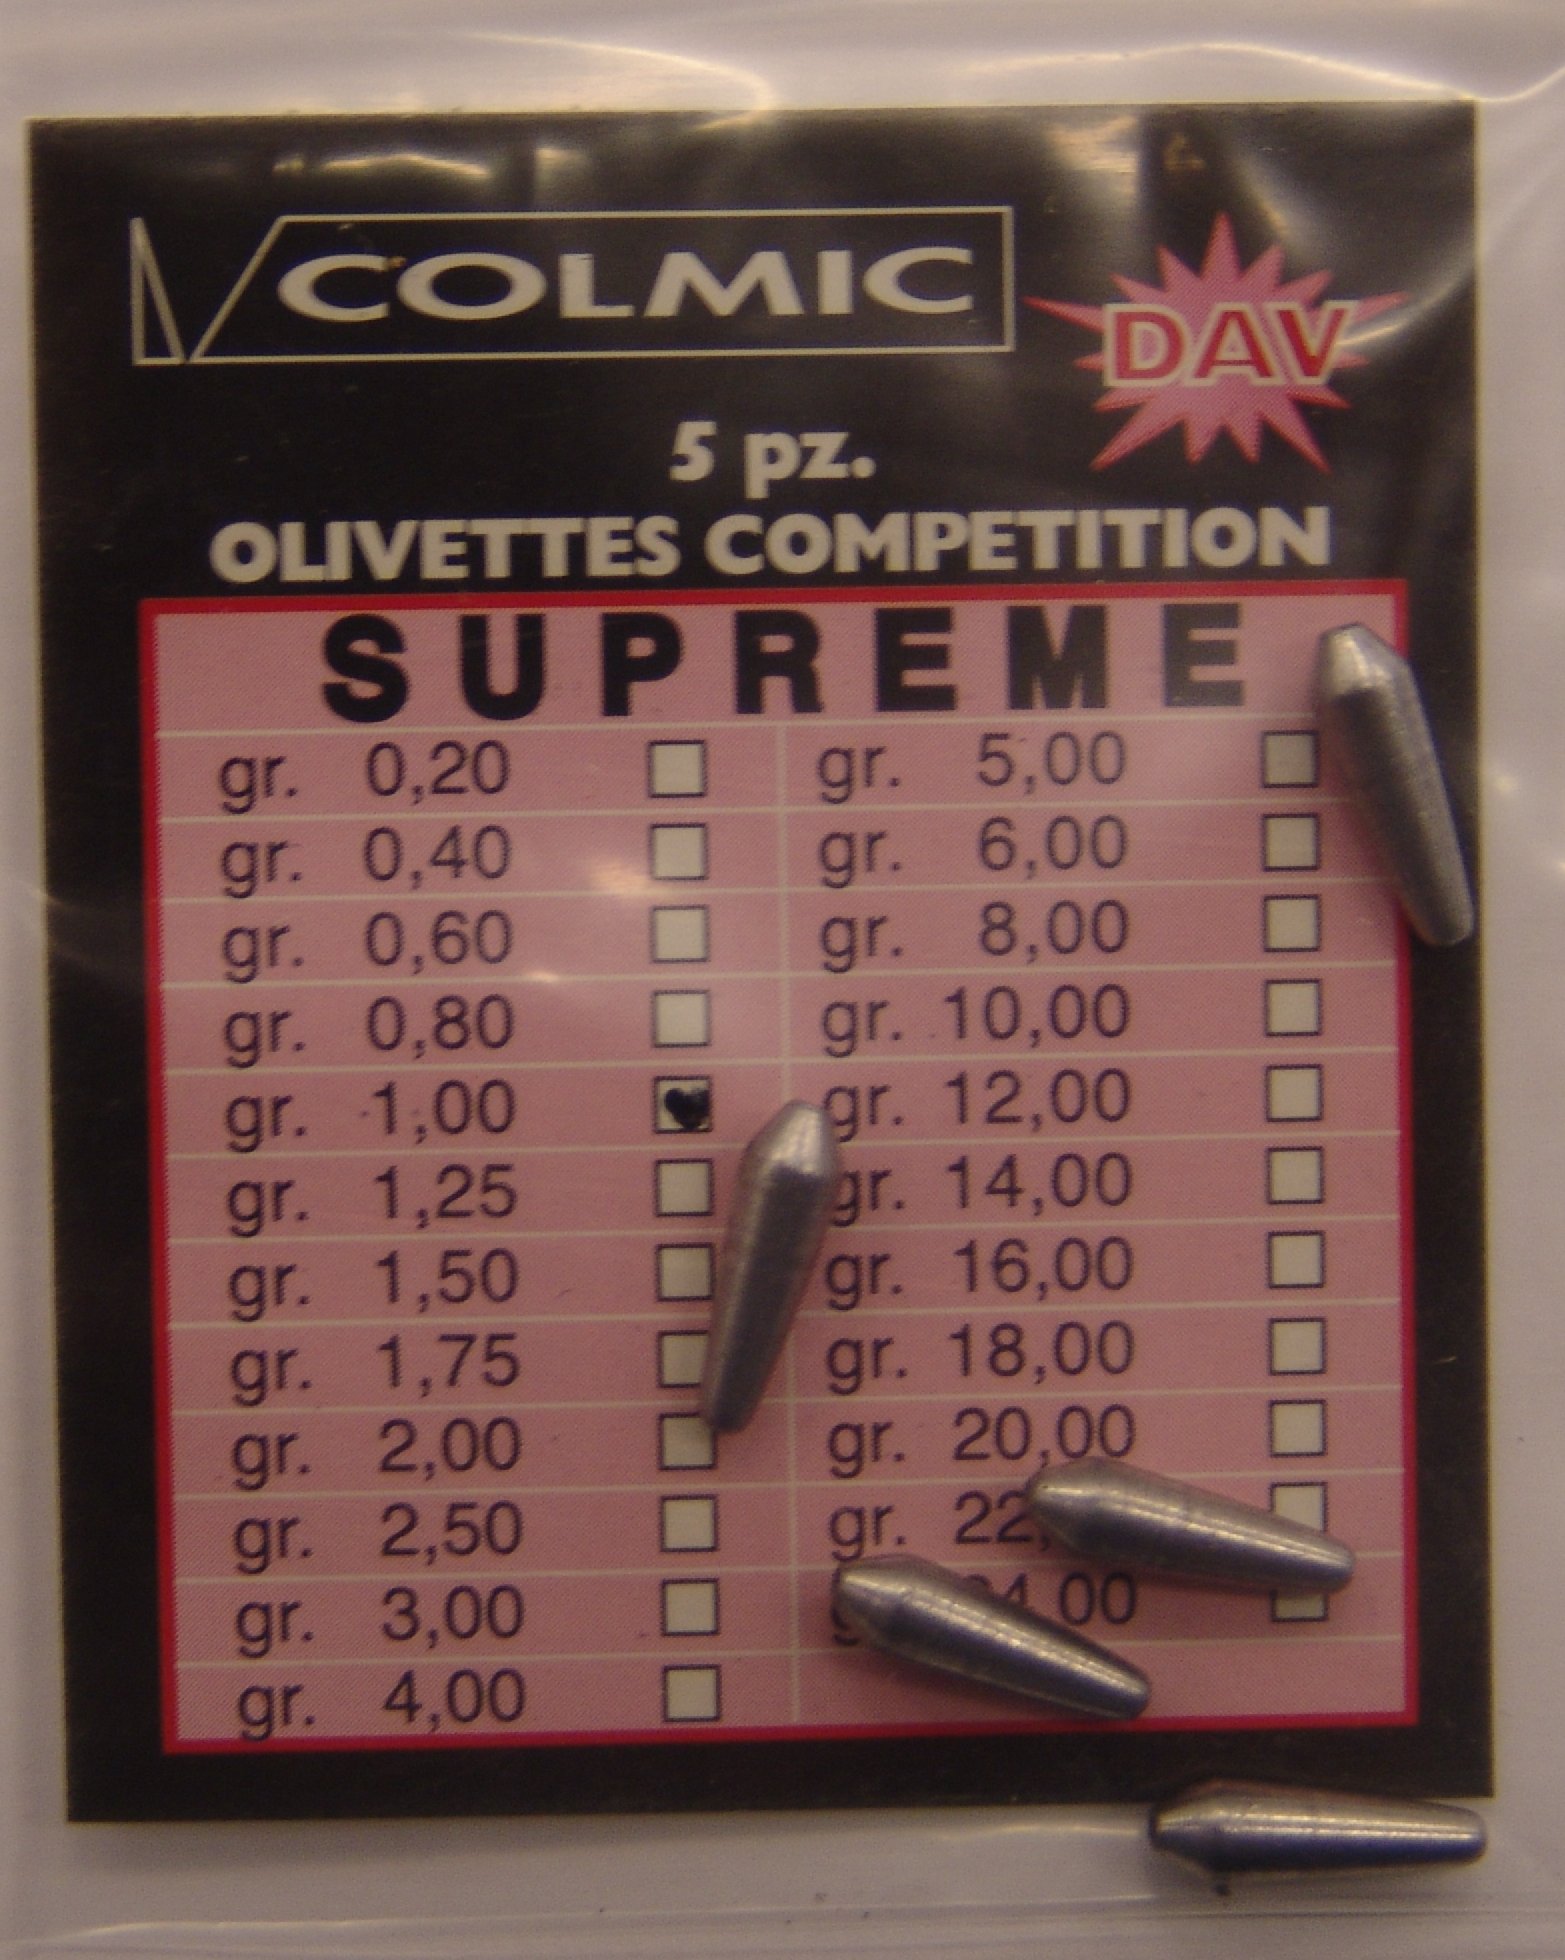 COLMIC
DAV
5 pz.
OLIVETTES COMPETITION
SUPREME
gr. 0,20 gr. 5,00
gr. 0,40 gr. 6,00
gr. 0,60 gr. 8,00
gr. 0,80 gr. 10,00
gr. 1,00 gr. 12,00
gr. 1,25 gr. 14,00
gr. 1,50 gr. 16,00
gr. 1,75 gr. 18,00
gr. 2,00 gr. 20,00
gr. 2,50 gr. 22,
gr. 3,00 4,00
gr. 4,00